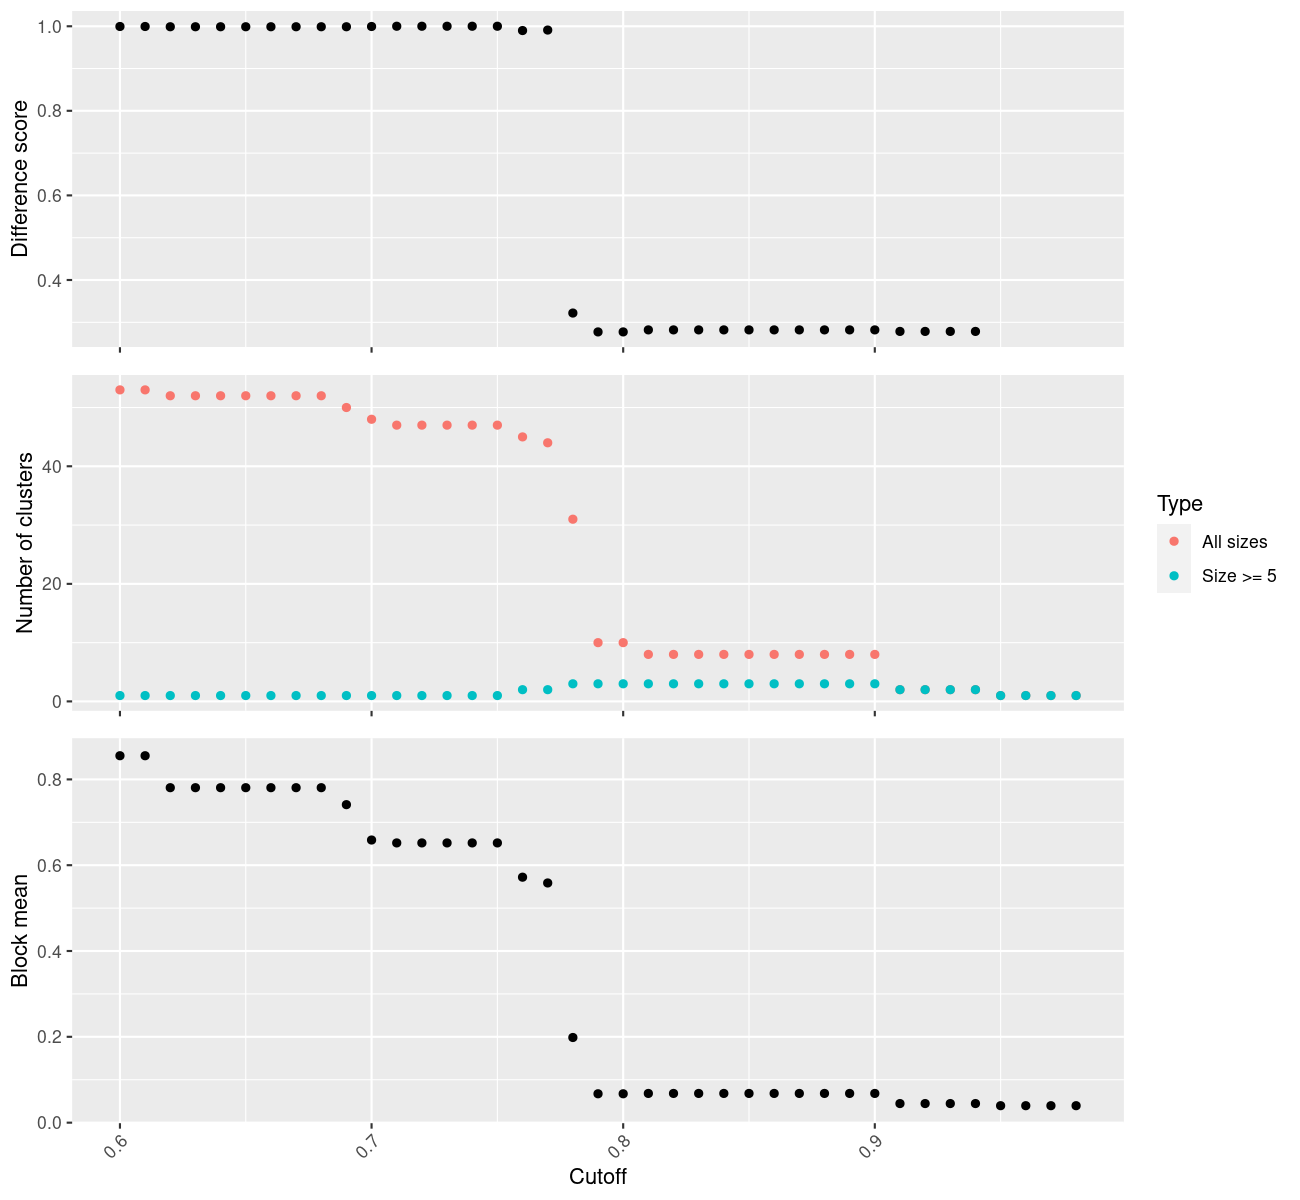 1.0
0.8
0.6
0.4
Difference score
40
20
0
Number of clusters
Type
All sizes
Size >= 5
0.8
0.6
0.4
0.2
0.0
Block mean
0.6
0.7
0.8
0.9
Cutoff